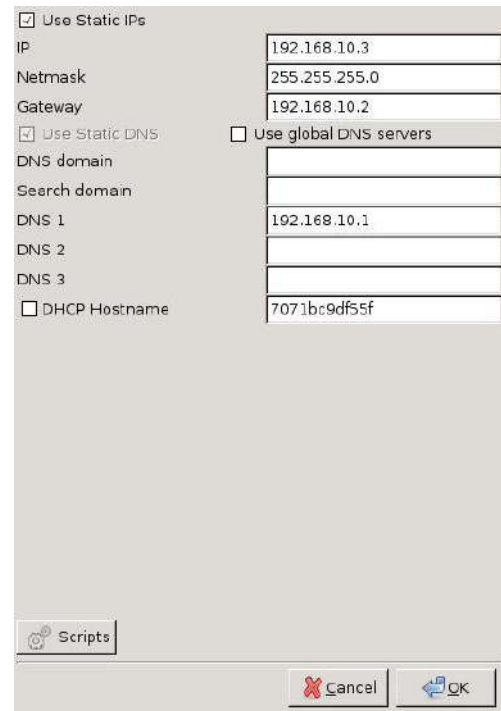 Use Static IPs
IP 192.168.10.3
Netmask 255.255.255.0
Gateway 192.168.10.2
Use Static DNS Use global DNS servers
DNS domain
Search domain
DNS 1 192.168.10.1
DNS 2
DNS 3
DHCP Hostname 7071bc9df55f
Scripts
Cancel OK